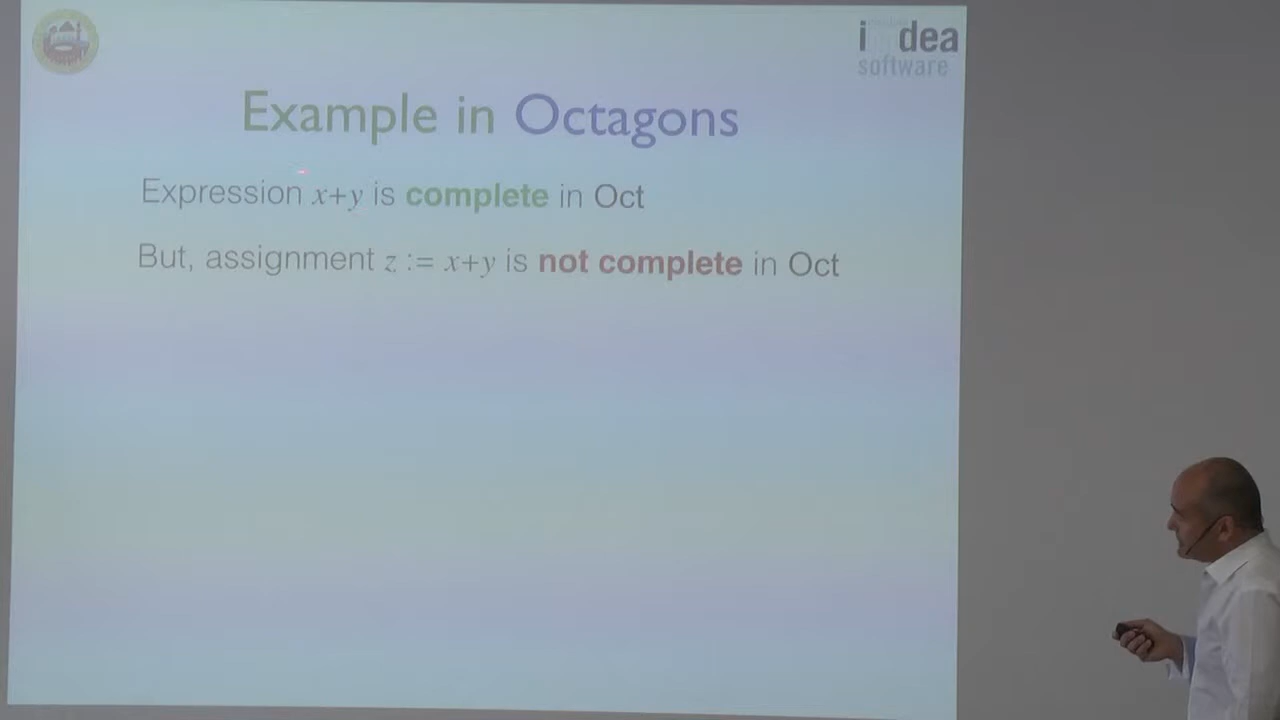 i dea
software
Example in Octagons
Expression x+y is complete in Oct
But, assignment z := x+y is not complete in Oct